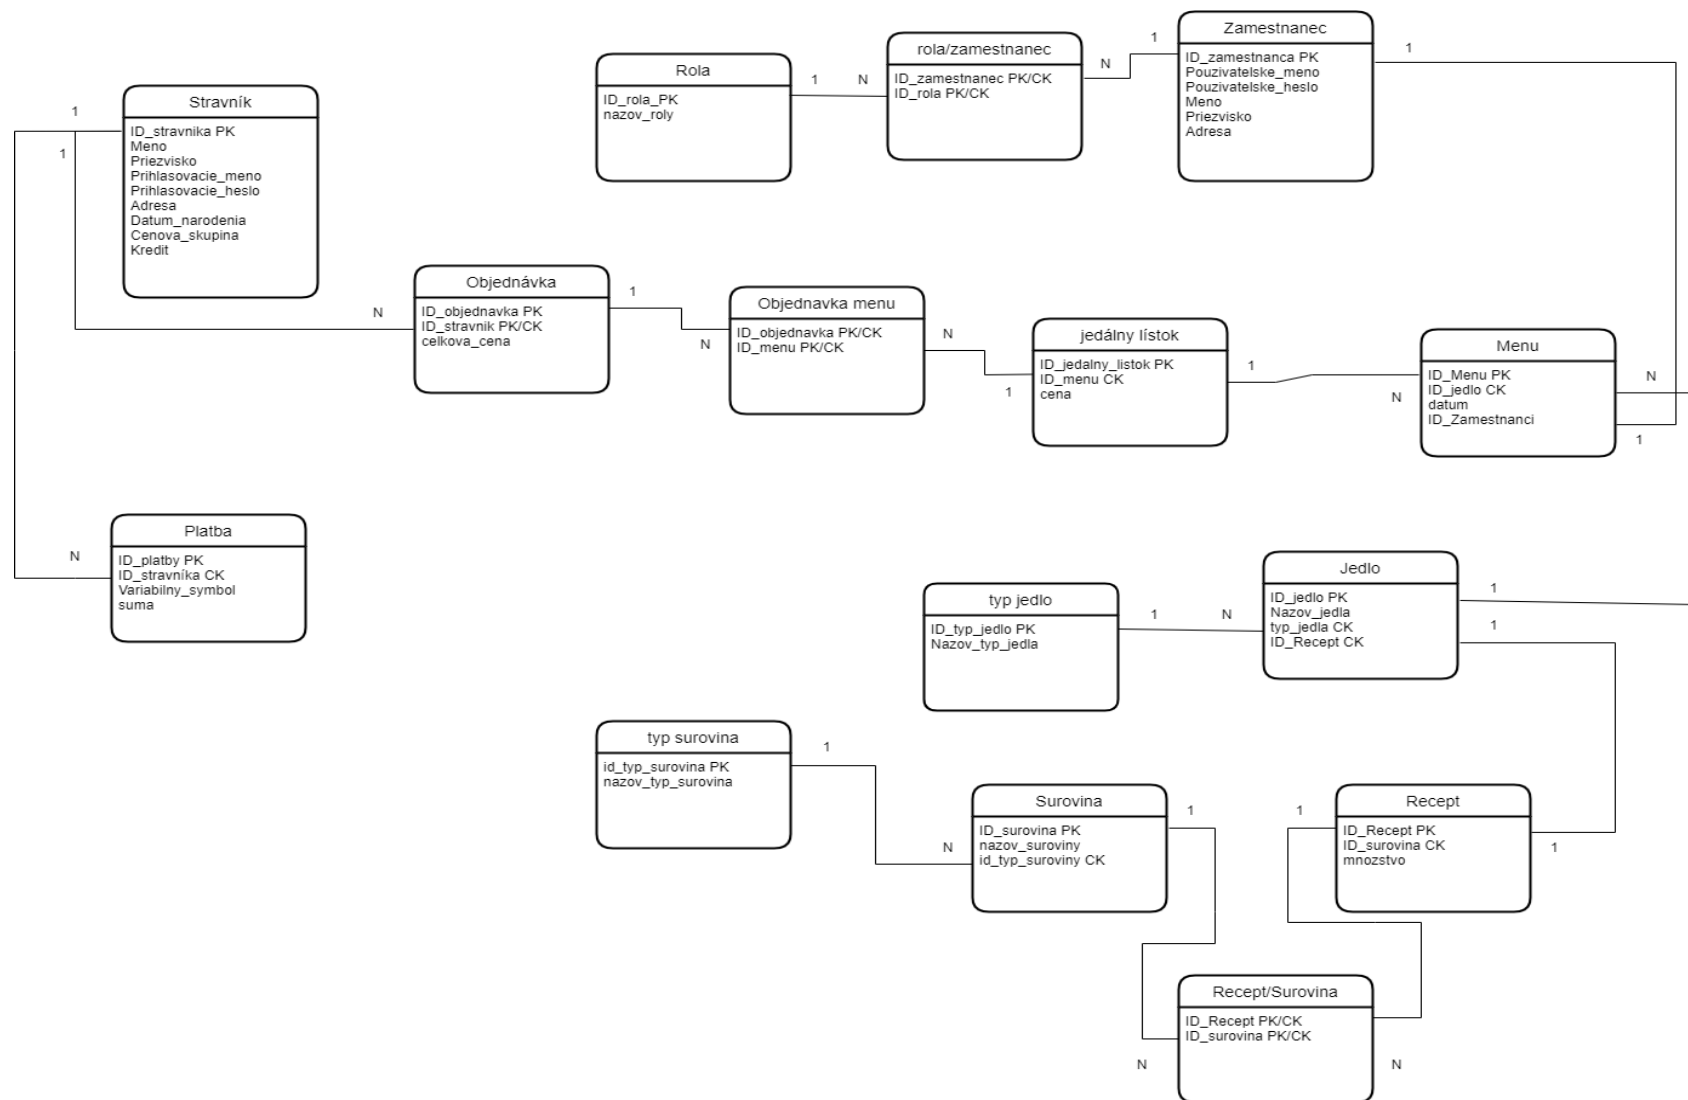 Stravník
ID_stravnika PK
Meno
Priezvisko
Prihlasovacie_meno
Prihlasovacie_heslo
Adresa
Datum_narodenia
Cenova_skupina
Kredit
1
1
Rola
ID_rola_PK
nazov_roly
1
N
rola/zamestnanec
ID_zamestnanec PK/CK
ID_rola PK/CK
N
1
Zamestnanec
ID_zamestnanca PK
Pouzivatelske_meno
Pouzivatelske_heslo
Meno
Priezvisko
Adresa
1
N
Objednávka
ID_objednavka PK
ID_stravnik PK/CK
celkova_cena
1
N
Objednavka menu
ID_objednavka PK/CK
ID_menu PK/CK
N
1
jedálny lístok
ID_jedalny_listok PK
ID_menu CK
cena
1
N
Menu
ID_Menu PK
ID_jedlo CK
datum
ID_Zamestnanci
N
1
N
Platba
ID_platby PK
ID_stravníka CK
Variabilny_symbol
suma
typ jedlo
ID_typ_jedlo PK
Nazov_typ_jedla
1
N
Jedlo
ID_jedlo PK
Nazov_jedla
typ_jedla CK
ID_Recept CK
1
1
typ surovina
id_typ_surovina PK
nazov_typ_surovina
1
N
Surovina
ID_surovina PK
nazov_suroviny
id_typ_suroviny CK
1
1
Recept
ID_Recept PK
ID_surovina CK
mnozstvo
1
Recept/Surovina
ID_Recept PK/CK
ID_surovina PK/CK
N
N